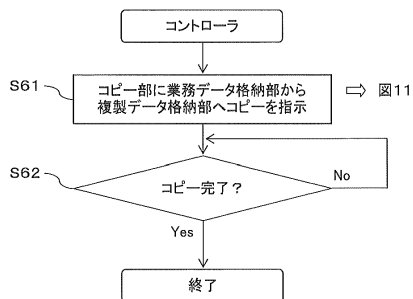 コントローラ
S61
コピー部に業務データ格納部から
複製データ格納部へコピーを指示
⇨ 図11
S62
コピー完了？
No
Yes
終了